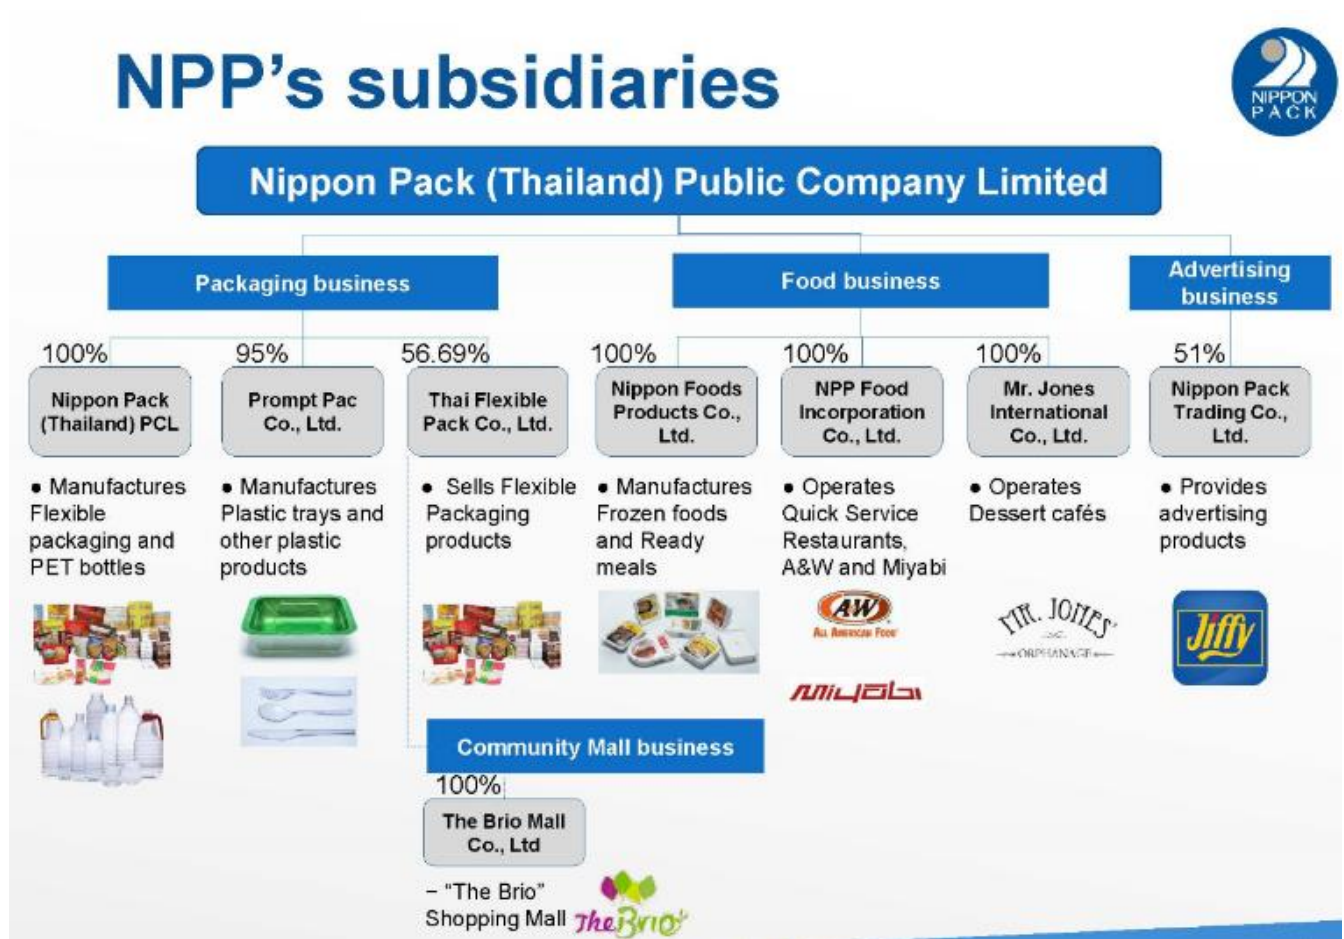 NPP's subsidiaries
NIPPON
PACK
Nippon Pack (Thailand) Public Company Limited
Packaging business
Food business
Advertising
business
100%
95%
56.69%
100%
100%
100%
51%
Nippon Pack
(Thailand) PCL
Prompt Pac
Co., Ltd.
Thai Flexible
Pack Co., Ltd.
Nippon Foods
Products Co.,
Ltd.
NPP Food
Incorporation
Co., Ltd.
Mr. Jones
International
Co., Ltd.
Nippon Pack
Trading Co.,
Ltd.
• Manufactures
Flexible
packaging and
PET bottles
• Manufactures
Plastic trays and
other plastic
products
• Sells Flexible
Packaging
products
• Manufactures
Frozen foods
and Ready
meals
• Operates
Quick Service
Restaurants,
A&W and Miyabi
• Operates
Dessert cafés
• Provides
advertising
products
AW
ALL AMERICAN FOOD
Miyabi
MR. JONES'
ORPHANAGE
Jiffy
Community Mall business
100%
The Brio Mall
Co., Ltd
– “The Brio”
Shopping Mall
The Brio